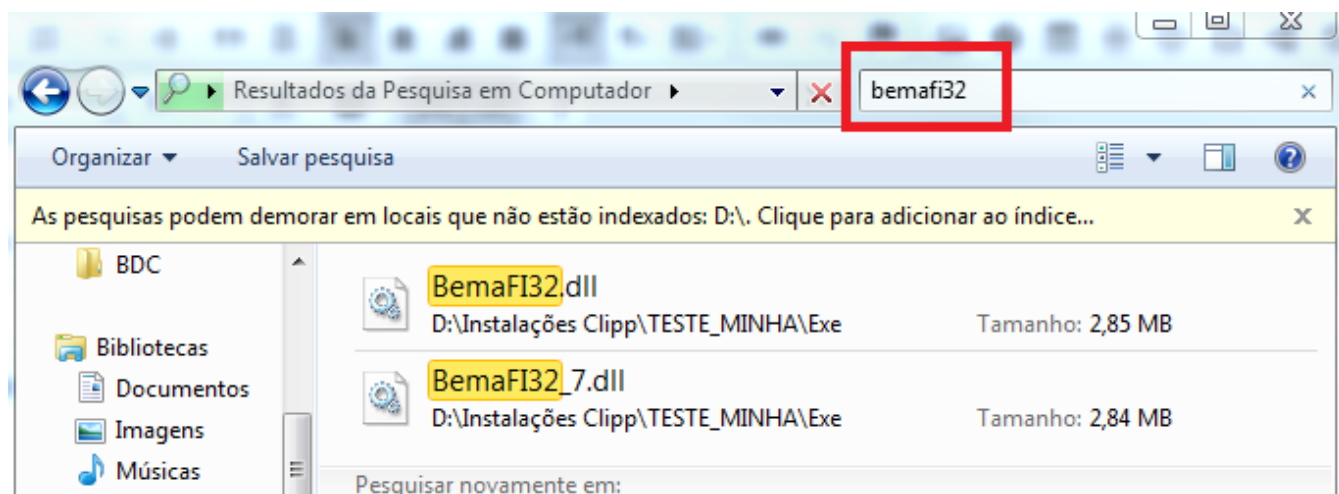 Resultados da Pesquisa em Computador
bemafi32
Organizar
Salvar pesquisa
As pesquisas podem demorar em locais que não estão indexados: D:\. Clique para adicionar ao índice...
BDC
Bibliotecas
Documentos
Imagens
Músicas
BemaFI32.dll
D:\Instalações Clipp\TESTE_MINHA\Exe Tamanho: 2,85 MB
BemaFI32_7.dll
D:\Instalações Clipp\TESTE_MINHA\Exe Tamanho: 2,84 MB
Pesquisar novamente em: